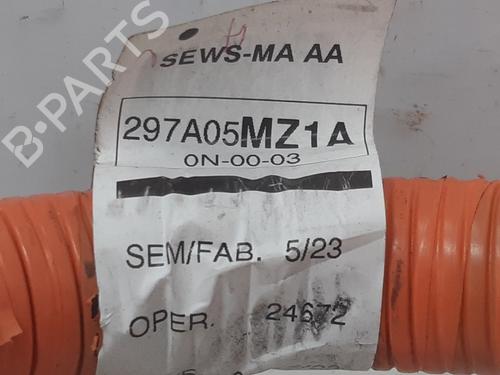 SEWS-MA AA
297A05MZ1A
0N-00-03
SEM/FAB. 5/23
OPER. 24672
B-PARTS